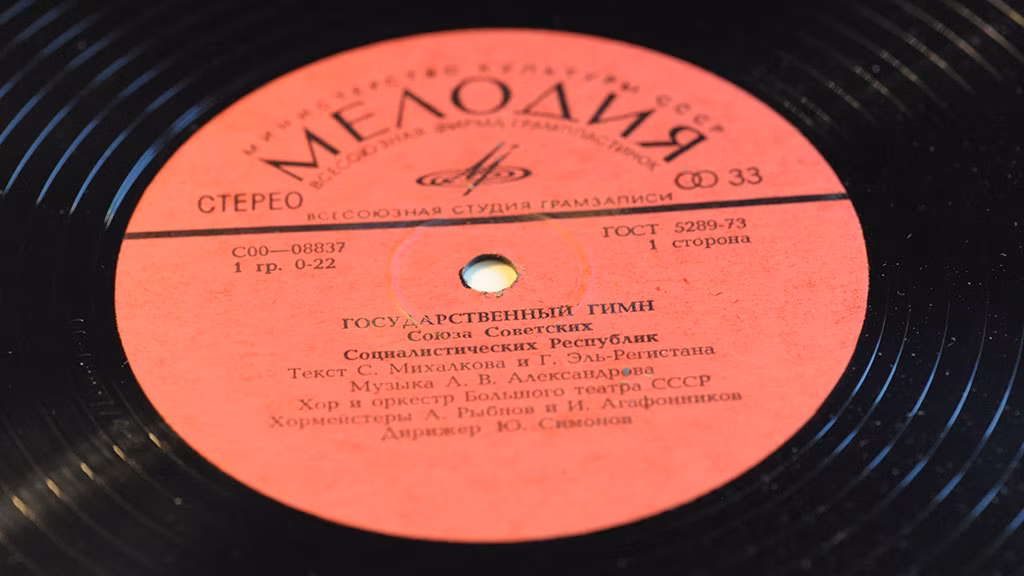 МИНИСТЕРСТВО КУЛЬТУРЫ СССР
МЕЛОДИЯ
ВСЕСОЮЗНАЯ ФИРМА ГРАМПЛАСТИНОК
СТЕРЕО
33
ВСЕСОЮЗНАЯ СТУДИЯ ГРАМЗАПИСИ
С00—08837
ГОСТ 5289-73
1 гр. 0-22
1 сторона
ГОСУДАРСТВЕННЫЙ ГИМН
Союза Советских
Социалистических Республик
Текст С. Михалкова и Г. Эль-Регистана
Музыка А. В. Александрова
Хор и оркестр Большого театра СССР
Хормейстеры А. Рыбнов и И. Агафонников
Дирижер Ю. Симонов